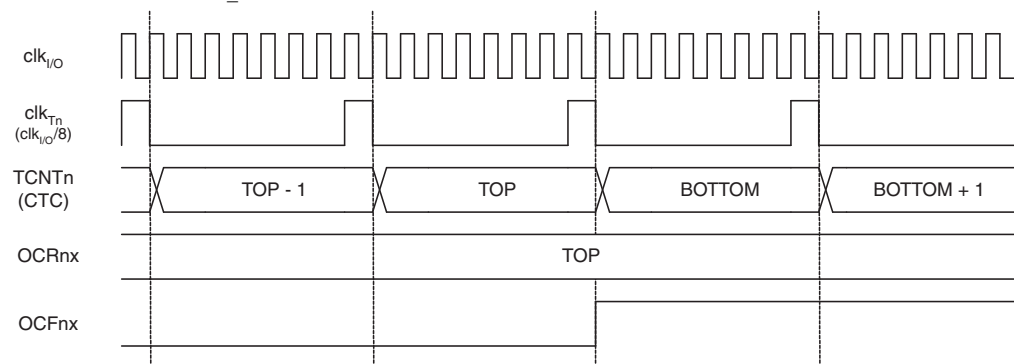 _
clkI/O
clkTn
(clkI/O/8)
TCNTn
(CTC)
TOP - 1
TOP
BOTTOM
BOTTOM + 1
OCRnx
TOP
OCFnx